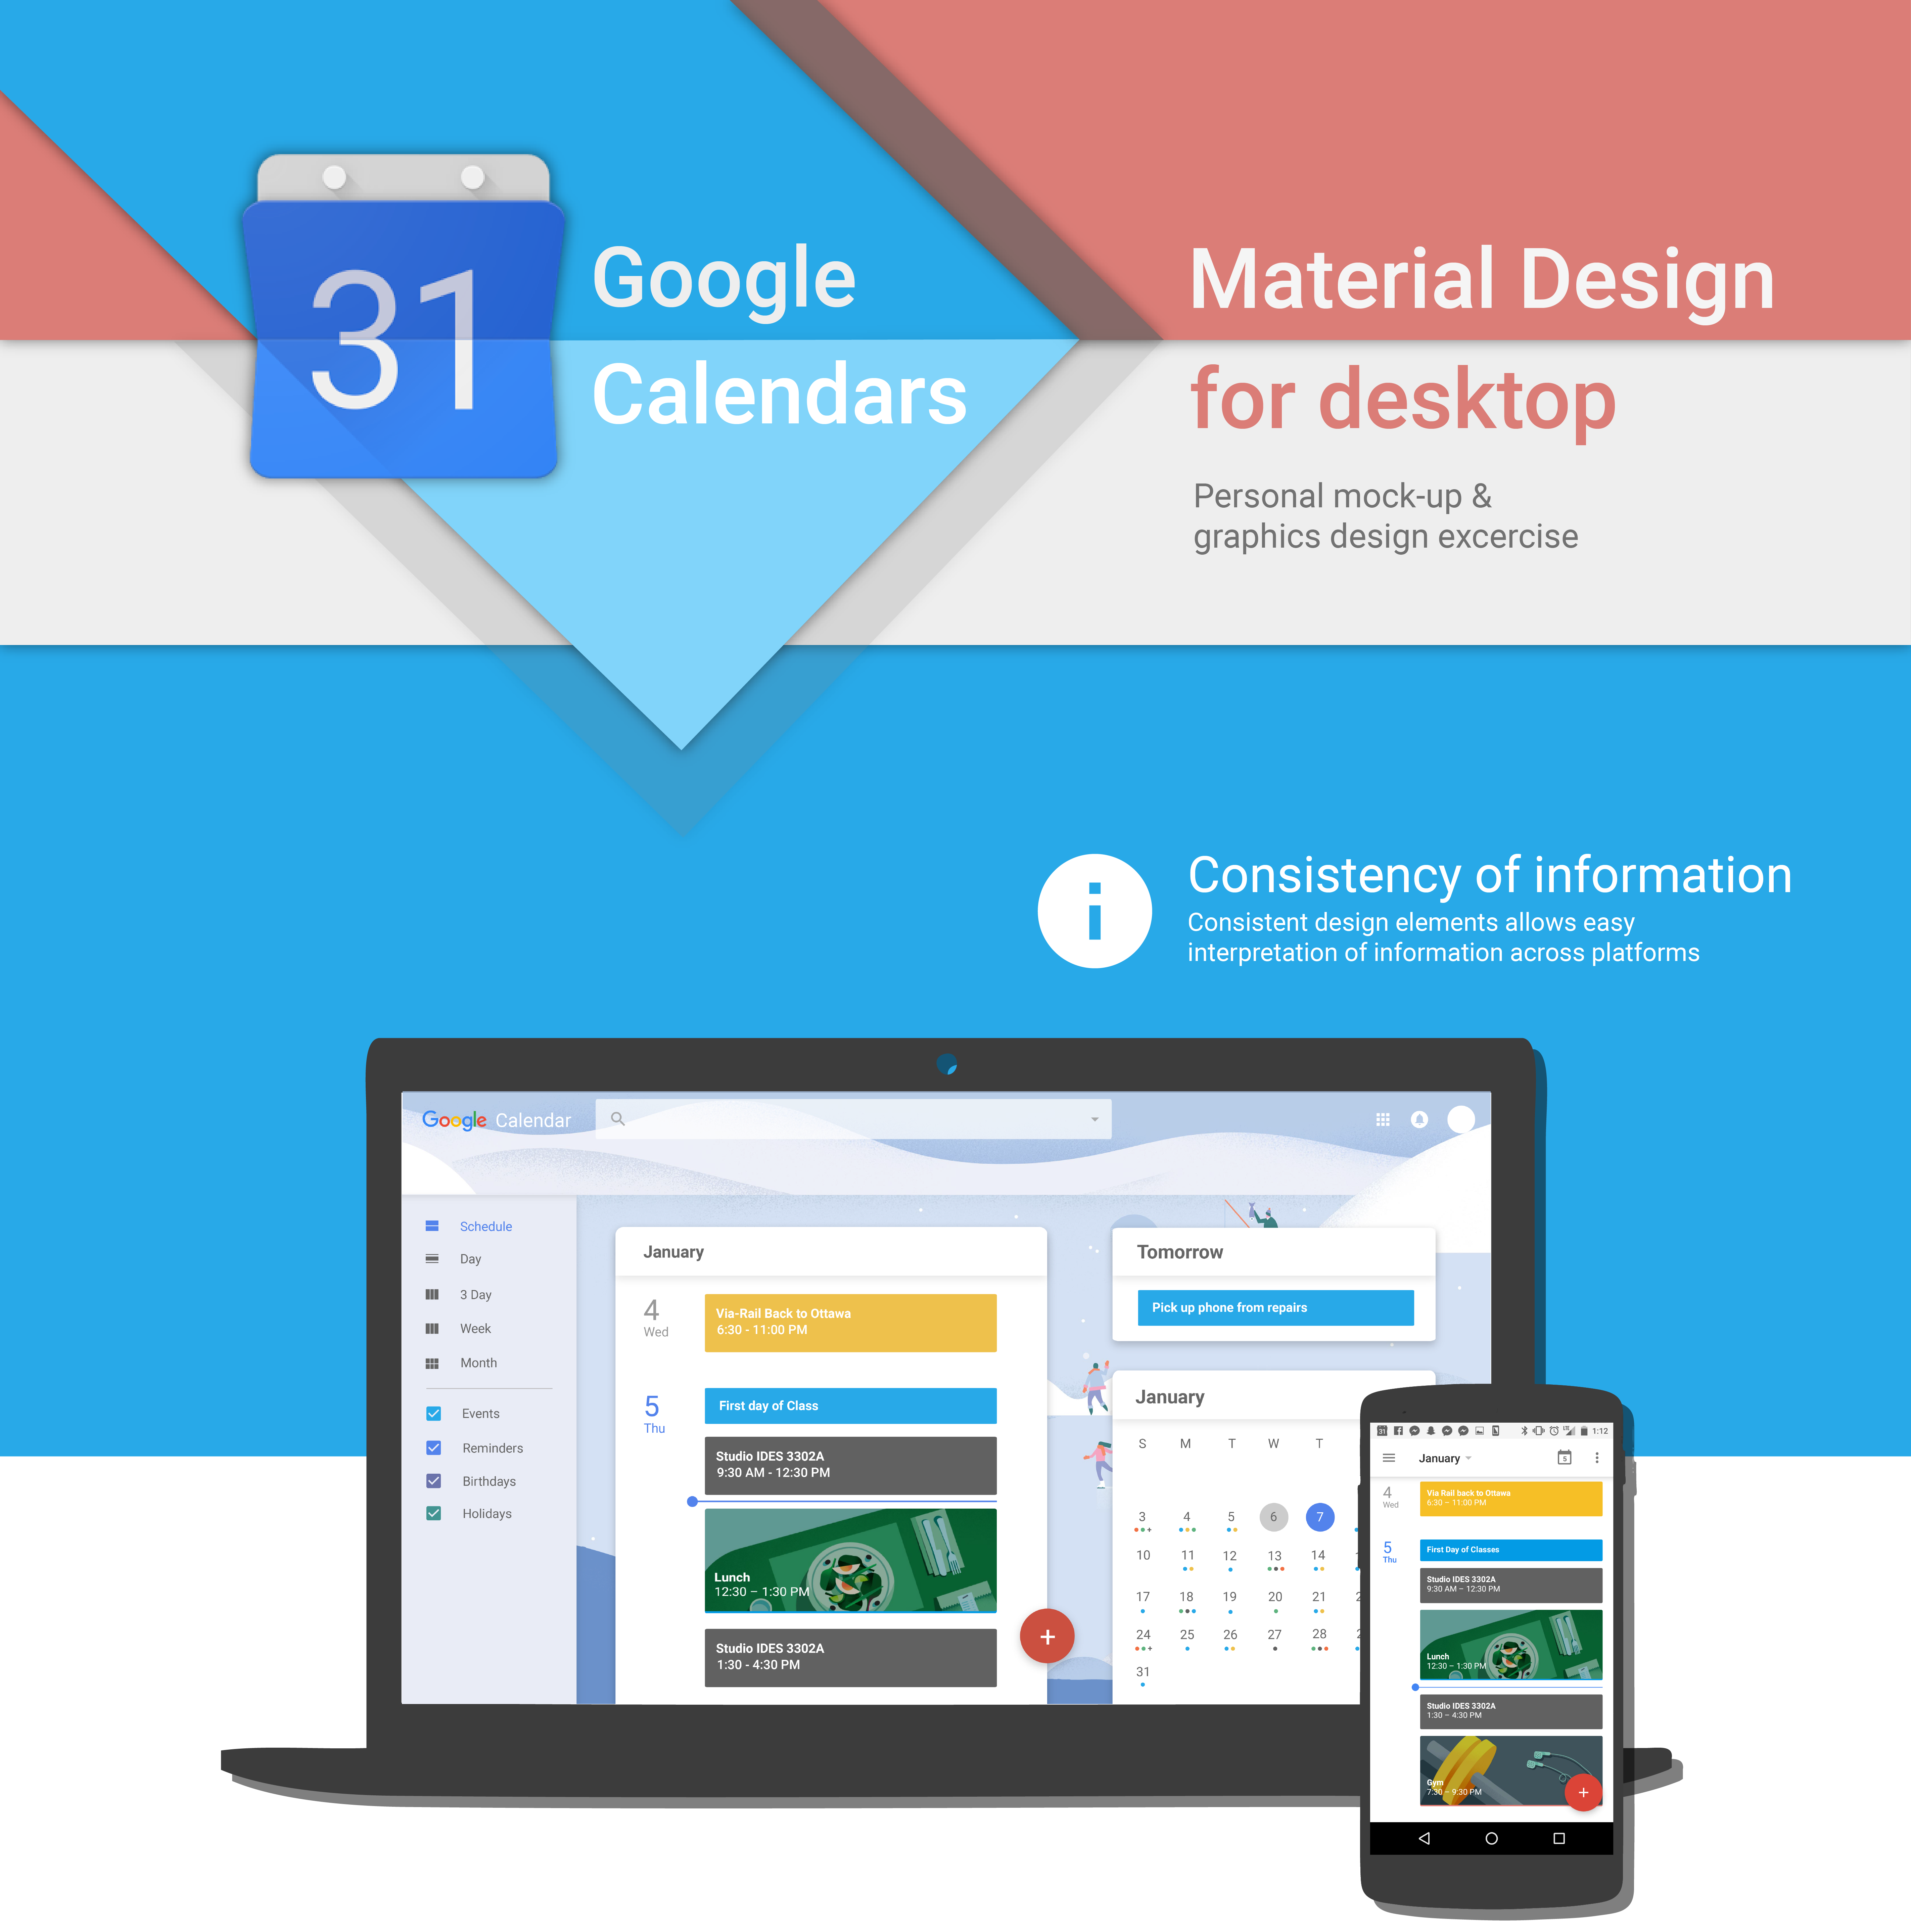 31
Google
Calendars
Material Design
for desktop
Personal mock-up &
graphics design excercise
i
Consistency of information
Consistent design elements allows easy
interpretation of information across platforms
Google Calendar
Schedule
Day
3 Day
Week
Month
Events
Reminders
Birthdays
Holidays
January
4
Wed
Via-Rail Back to Ottawa
6:30 - 11:00 PM
5
Thu
First day of Class
Studio IDES 3302A
9:30 AM - 12:30 PM
Lunch
12:30 – 1:30 PM
Studio IDES 3302A
1:30 - 4:30 PM
+
Tomorrow
Pick up phone from repairs
January
S M T W T
3 4 5 6 7
10 11 12 13 14
17 18 19 20 21
24 25 26 27 28
31
31 1:12
January 5
4
Wed
Via Rail back to Ottawa
6:30 – 11:00 PM
5
Thu
First Day of Classes
Studio IDES 3302A
9:30 AM – 12:30 PM
Lunch
12:30 – 1:30 PM
Studio IDES 3302A
1:30 – 4:30 PM
Gym
7:30 – 9:30 PM
+